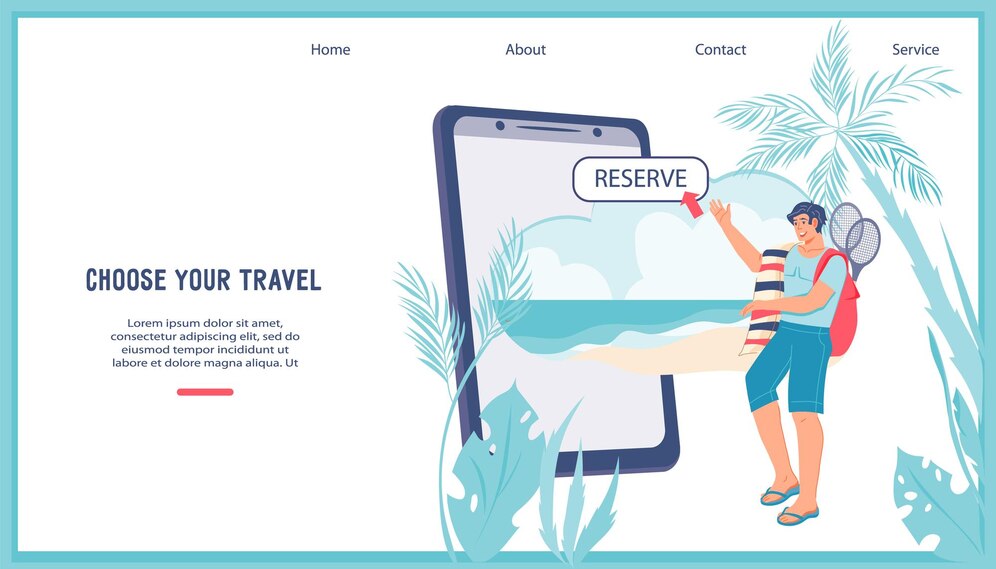 Home
About
Contact
Service
RESERVE
CHOOSE YOUR TRAVEL
Lorem ipsum dolor sit amet,
consectetur adipiscing elit, sed do
eiusmod tempor incididunt ut
labore et dolore magna aliqua. Ut